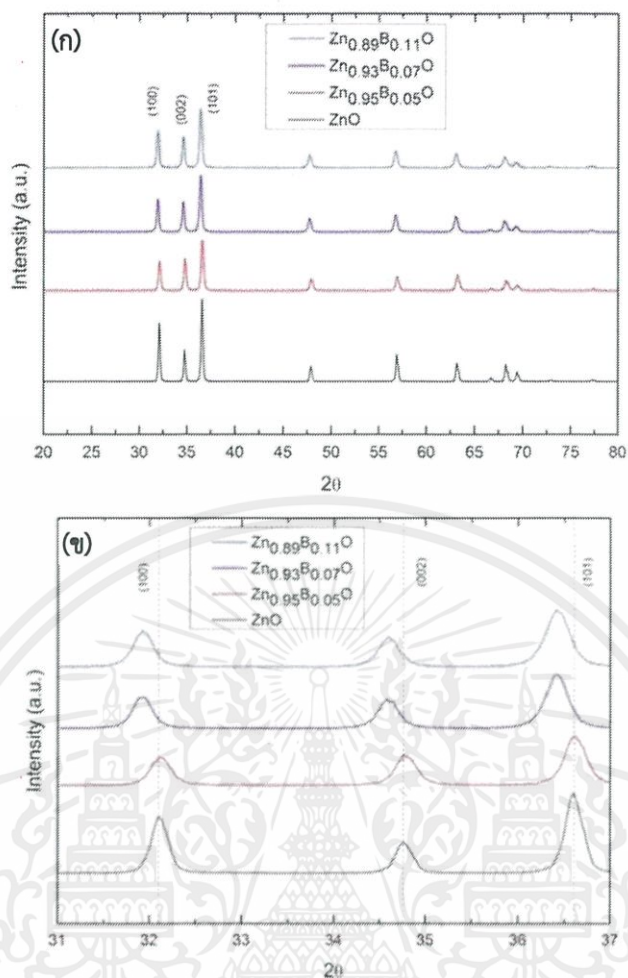 (ก)
Zn0.89B0.11O
Zn0.93B0.07O
Zn0.95B0.05O
ZnO
(100)
(002)
(101)
Intensity (a.u.)
20 25 30 35 40 45 50 55 60 65 70 75 80
2θ
(ข)
Zn0.89B0.11O
Zn0.93B0.07O
Zn0.95B0.05O
ZnO
(100)
(002)
(101)
Intensity (a.u.)
31 32 33 34 35 36 37
2θ